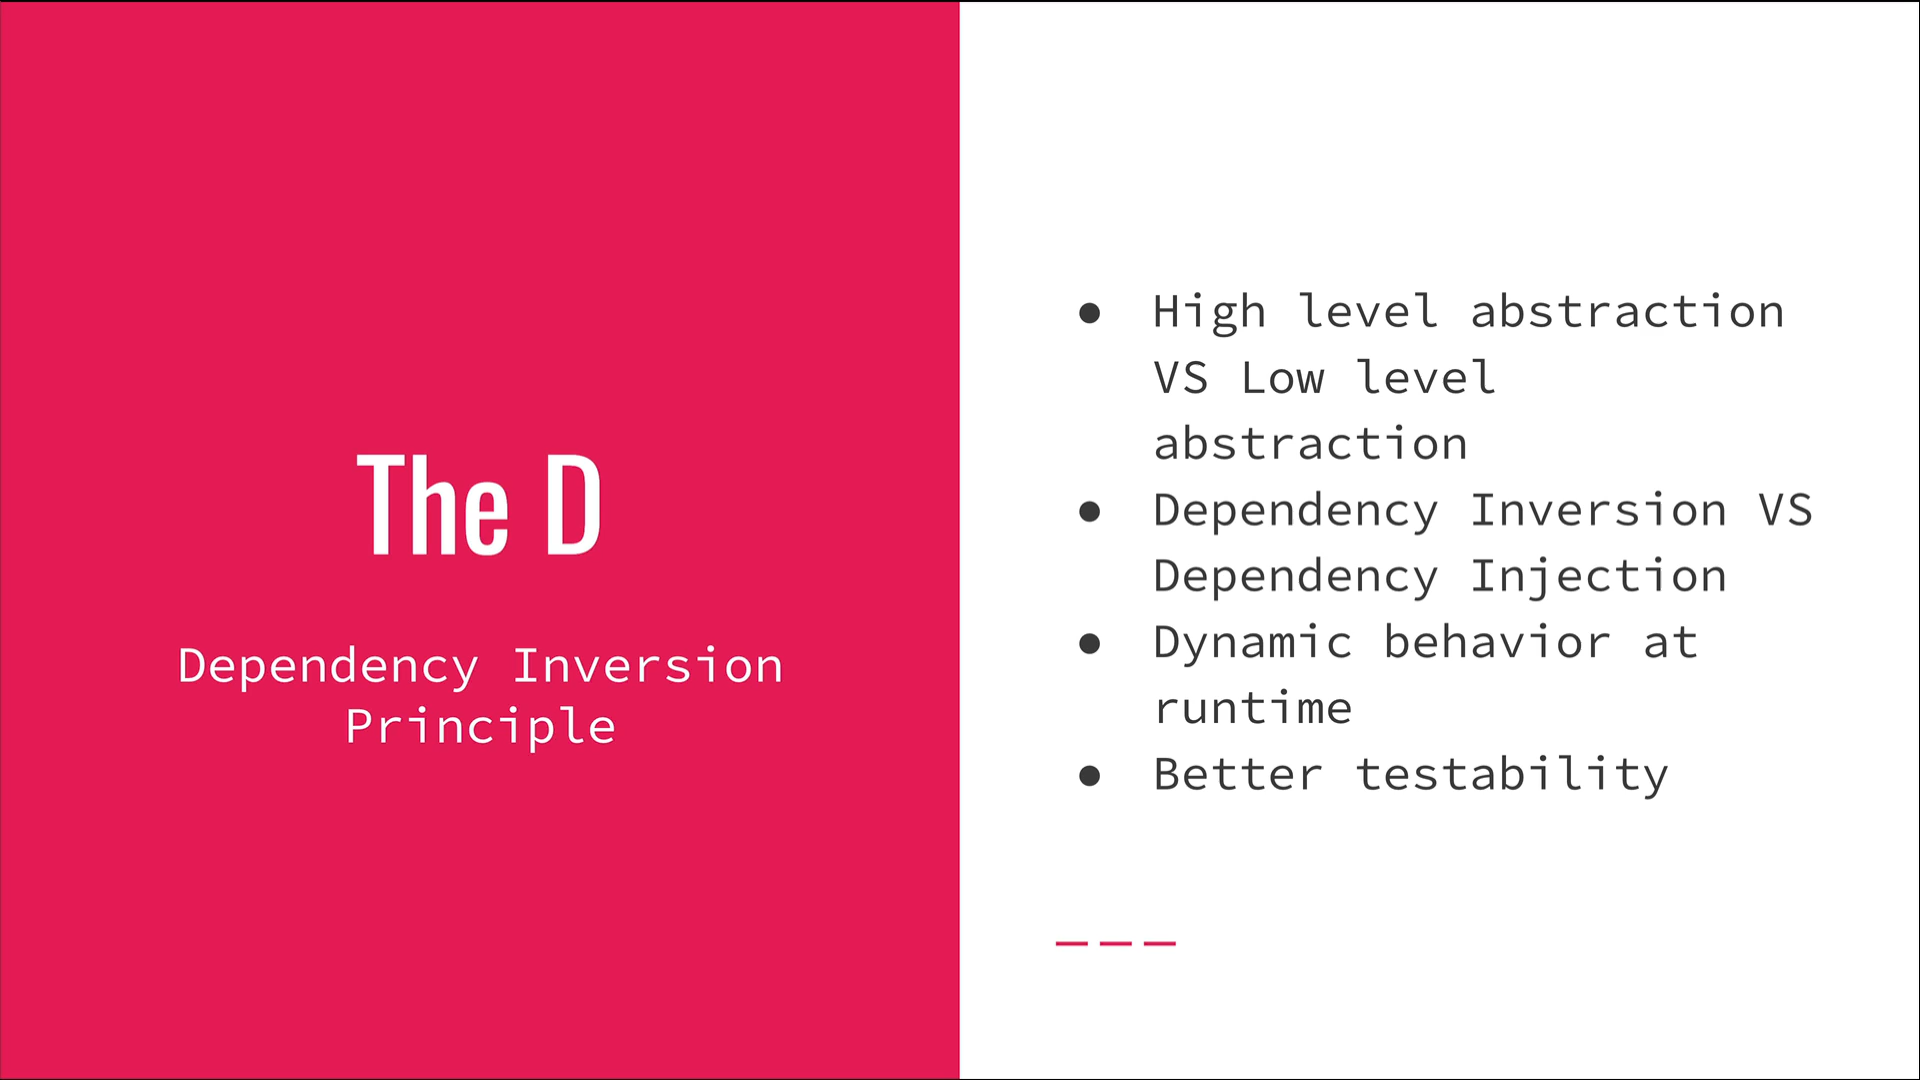 The D
Dependency Inversion
Principle
● High level abstraction
VS Low level
abstraction
● Dependency Inversion VS
Dependency Injection
● Dynamic behavior at
runtime
● Better testability